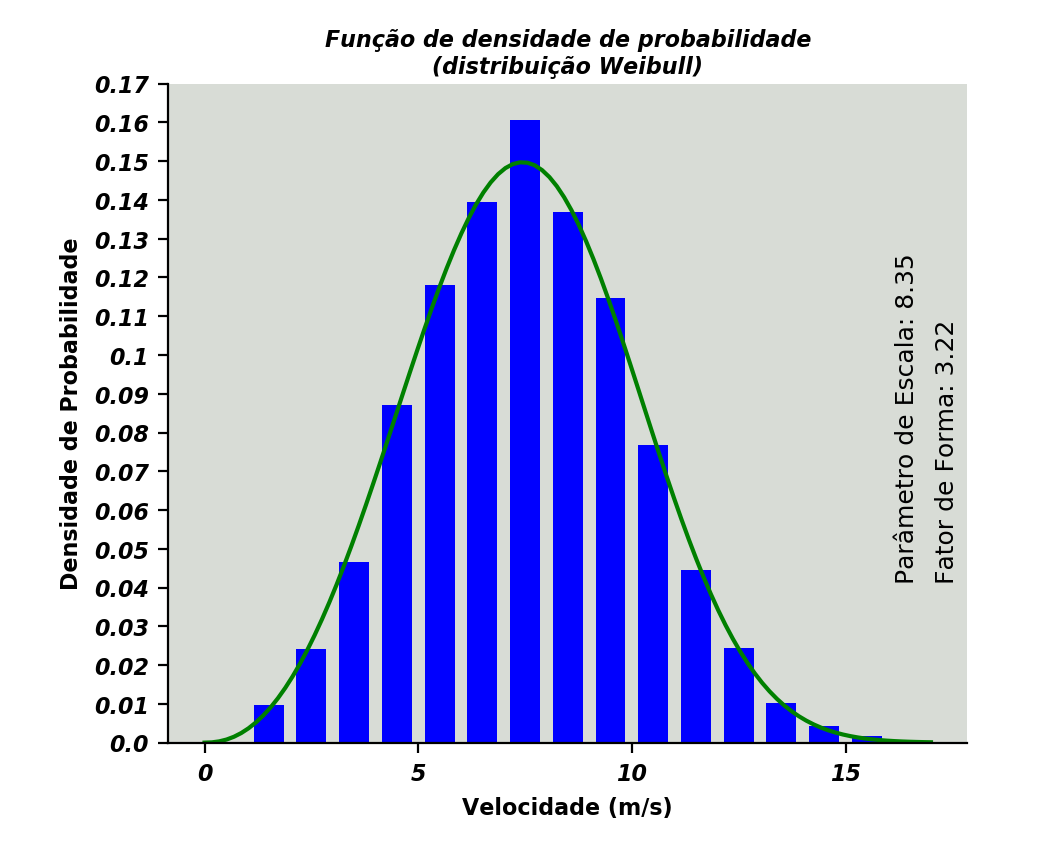 Função de densidade de probabilidade
(distribuição Weibull)
Densidade de Probabilidade
0.17
0.16
0.15
0.14
0.13
0.12
0.11
0.1
0.09
0.08
0.07
0.06
0.05
0.04
0.03
0.02
0.01
0.0
Parâmetro de Escala: 8.35
Fator de Forma: 3.22
0 5 10 15
Velocidade (m/s)